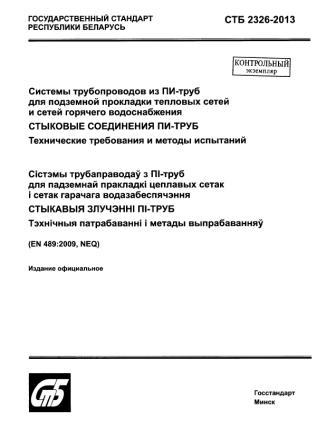 ГОСУДАРСТВЕННЫЙ СТАНДАРТ
РЕСПУБЛИКИ БЕЛАРУСЬ
СТБ 2326-2013
КОНТРОЛЬНЫЙ
экземпляр
Системы трубопроводов из ПИ-труб
для подземной прокладки тепловых сетей
и сетей горячего водоснабжения
СТЫКОВЫЕ СОЕДИНЕНИЯ ПИ-ТРУБ
Технические требования и методы испытаний
Сістэмы трубаправодаў з ПІ-труб
для падземнай пракладкі цеплавых сетак
і сетак гарачага водазабеспячэння
СТЫКАВЫЯ ЗЛУЧЭННІ ПІ-ТРУБ
Тэхнічныя патрабаванні і метады выпрабаванняў
(EN 489:2009, NEQ)
Издание официальное
СТБ
Госстандарт
Минск